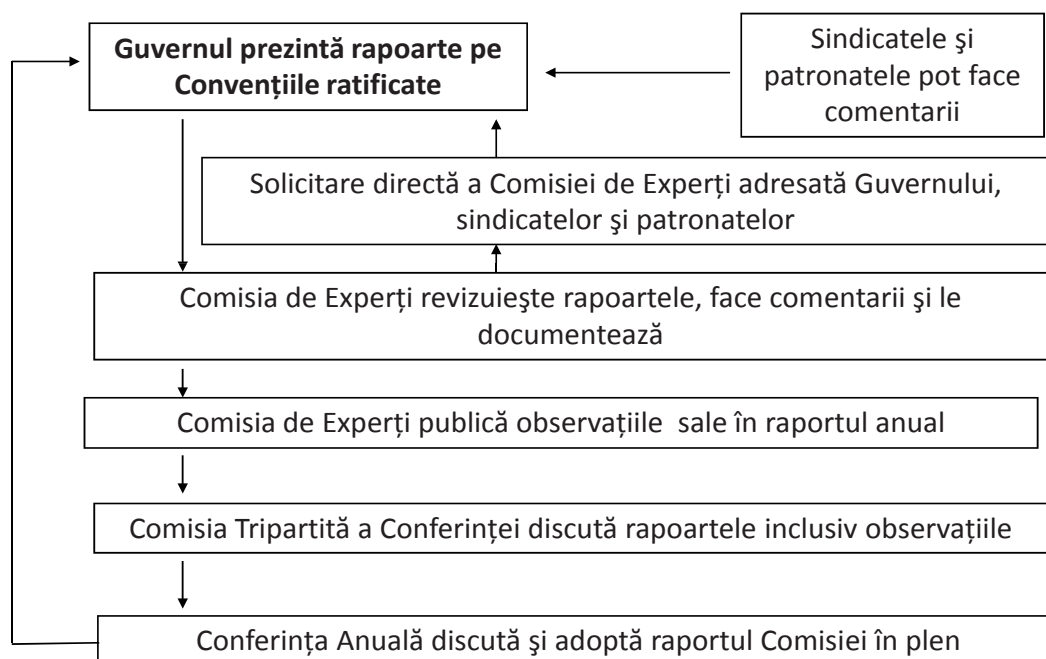 Guvernul prezintă rapoarte pe
Convențiile ratificate
Sindicatele şi
patronatele pot face
comentarii
Solicitare directă a Comisiei de Experți adresată Guvernului,
sindicatelor şi patronatelor
Comisia de Experți revizuieşte rapoartele, face comentarii şi le
documentează
Comisia de Experți publică observațiile sale în raportul anual
Comisia Tripartită a Conferinței discută rapoartele inclusiv observațiile
Conferința Anuală discută şi adoptă raportul Comisiei în plen